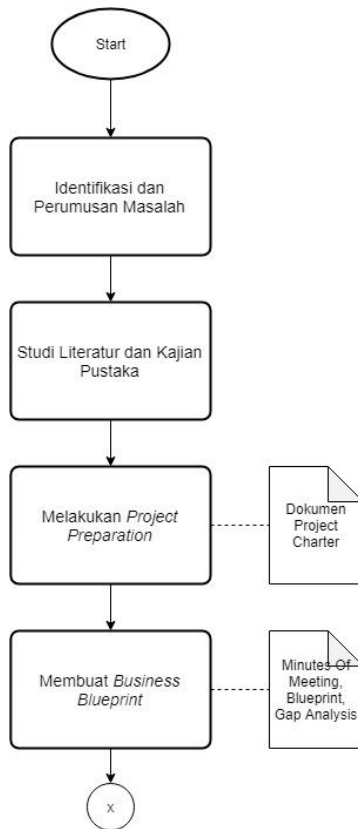 Start
Identifikasi dan
Perumusan Masalah
Studi Literatur dan Kajian
Pustaka
Melakukan Project
Preparation
Dokumen
Project
Charter
Membuat Business
Blueprint
Minutes Of
Meeting,
Blueprint,
Gap Analysis
x